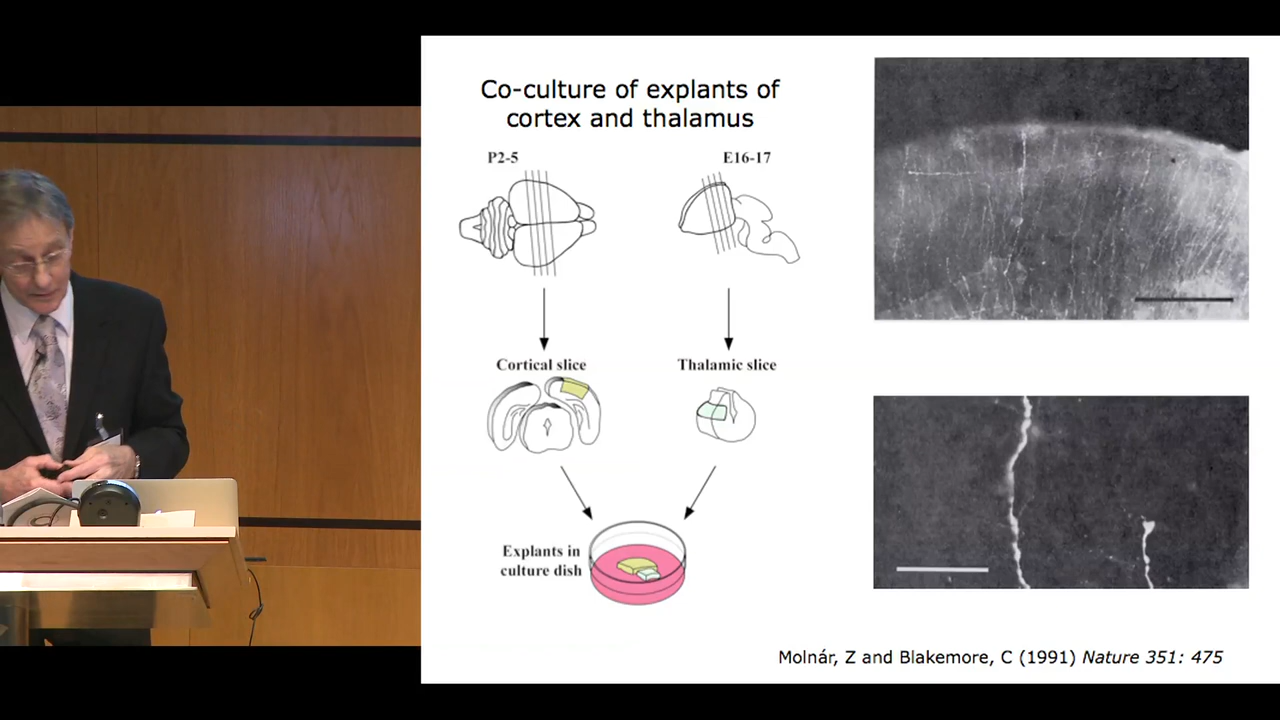 Co-culture of explants of
cortex and thalamus
P2-5
E16-17
Cortical slice
Thalamic slice
Explants in
culture dish
Molnár, Z and Blakemore, C (1991) Nature 351: 475